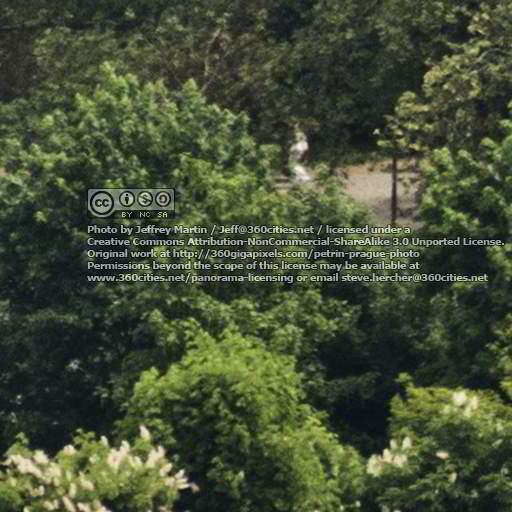 cc BY NC SA
Photo by Jeffrey Martin / Jeff@360cities.net / licensed under a
Creative Commons Attribution-NonCommercial-ShareAlike 3.0 Unported License.
Original work at http://360gigapixels.com/petrin-prague-photo
Permissions beyond the scope of this license may be available at
www.360cities.net/panorama-licensing or email steve.hercher@360cities.net